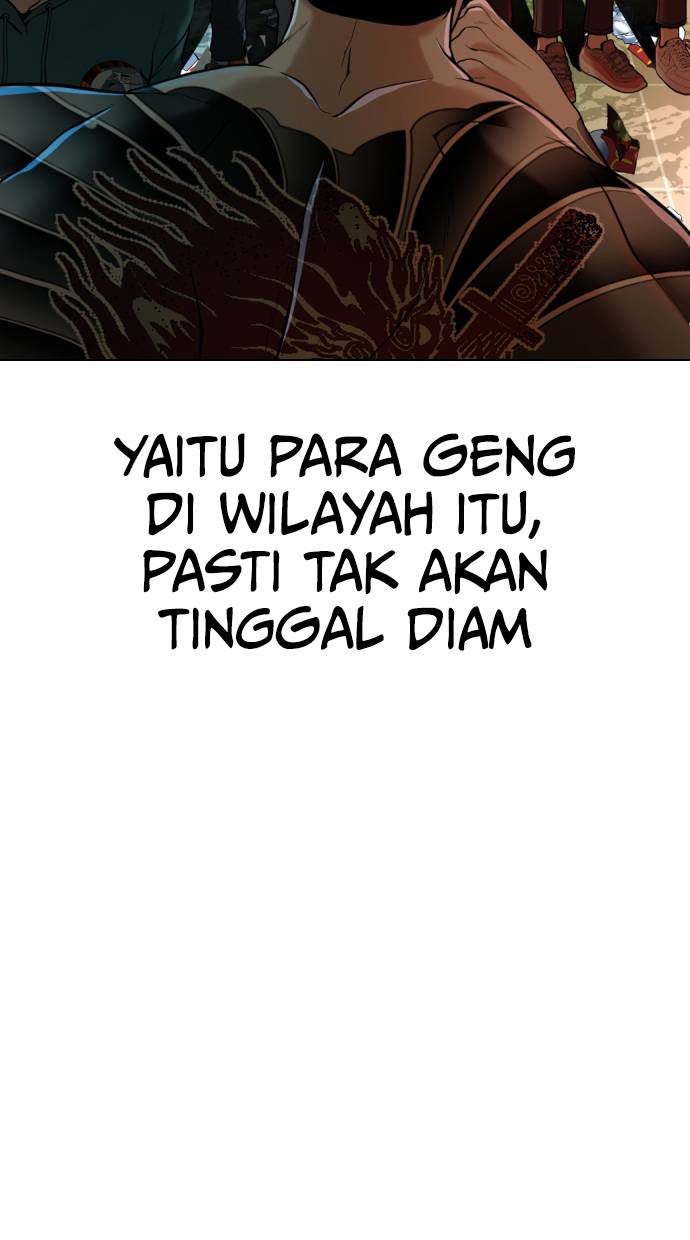 YAITU PARA GENG
DI WILAYAH ITU,
PASTI TAK AKAN
TINGGAL DIAM